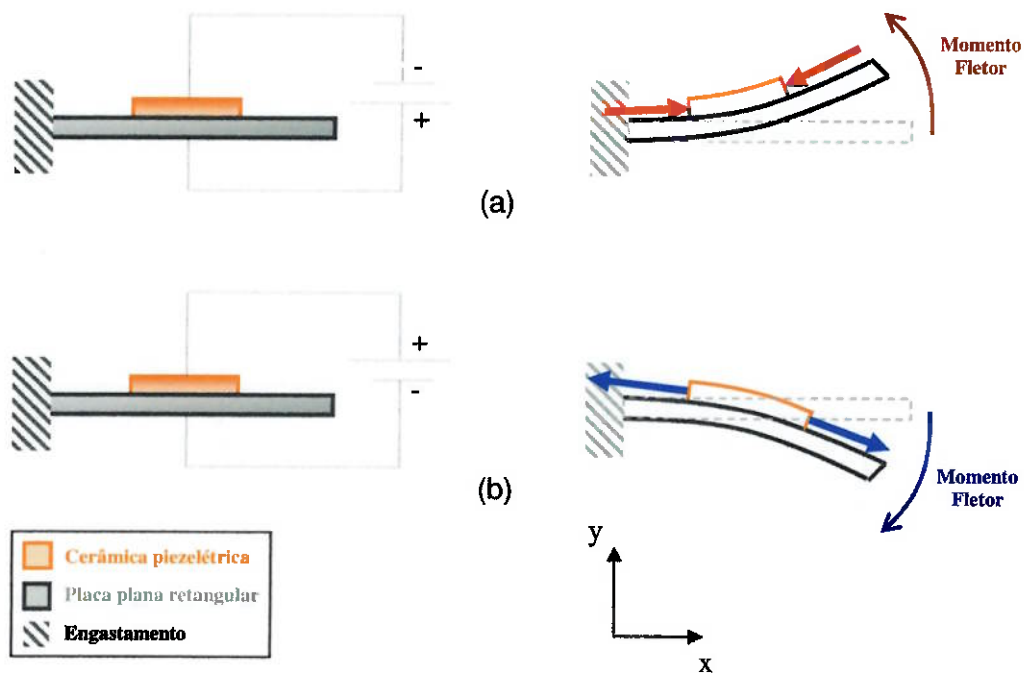 -
+
Momento
Fletor
(a)
+
-
Momento
Fletor
(b)
Cerâmica piezelétrica
Placa plana retangular
Engastamento
y
x